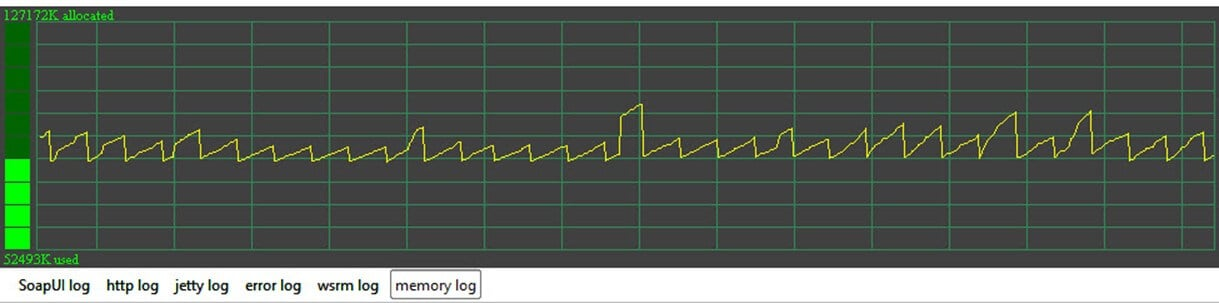 127172K allocated
52493K used
SoapUI log http log jetty log error log wsrm log memory log